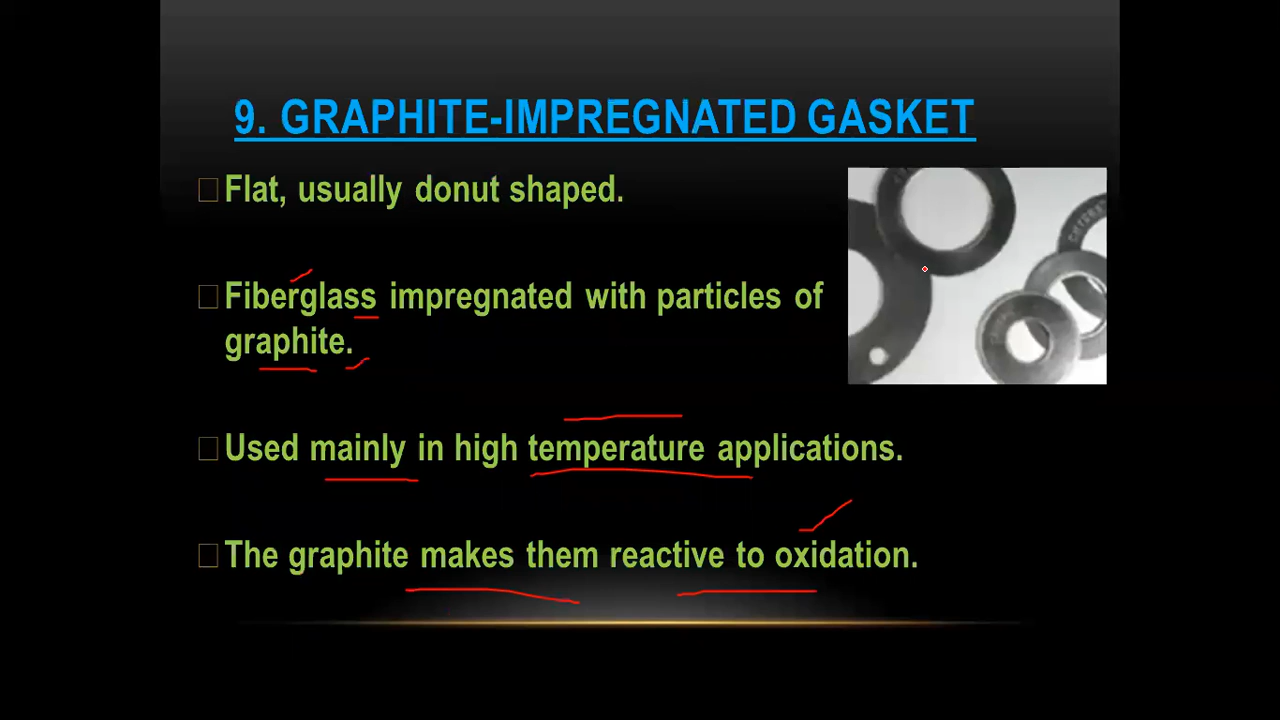 9. GRAPHITE-IMPREGNATED GASKET
Flat, usually donut shaped.
Fiberglass impregnated with particles of
graphite.
Used mainly in high temperature applications.
The graphite makes them reactive to oxidation.